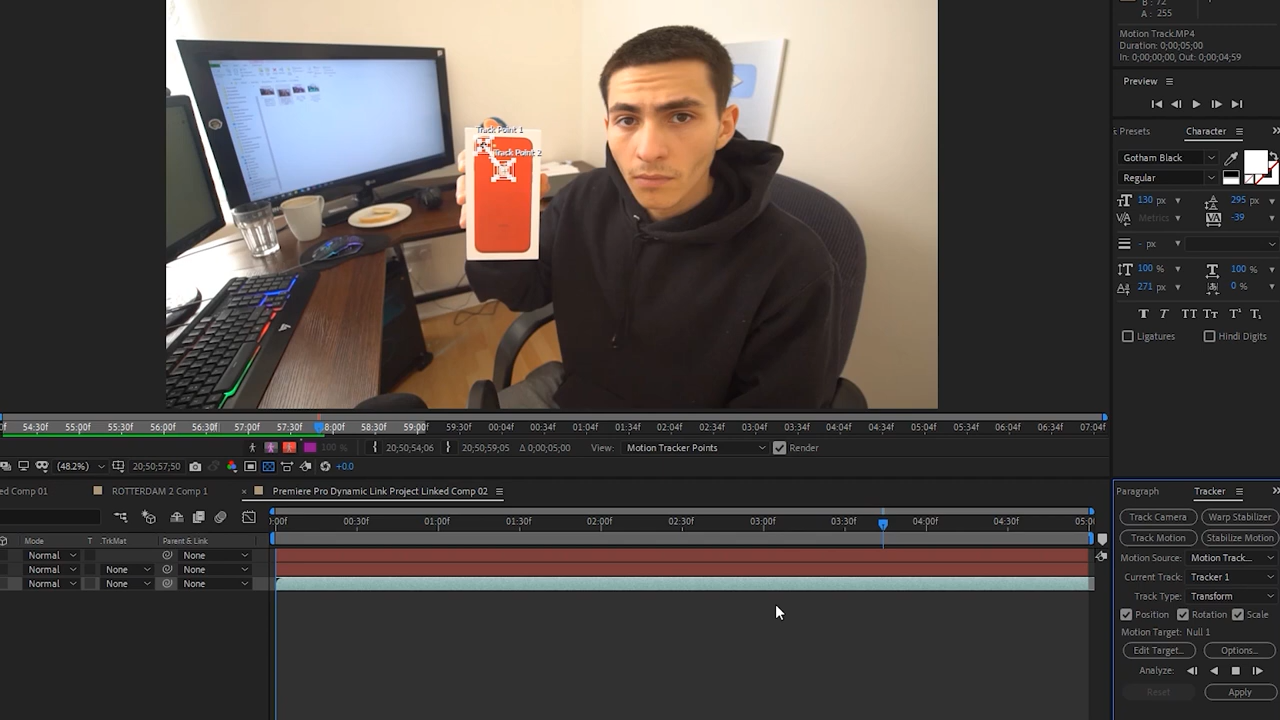 B : 72
A : 255
Motion Track.MP4
Duration: 0;00;05;00
In: 0;00;00;00, Out: 0;00;04;59
Preview
Presets
Character
Gotham Black
Regular
130 px
295 px
Metrics
-39
- px
100 %
100 %
271 px
0 %
T T TT Tr T¹ T₁
Ligatures
Hindi Digits
Track Point 1
Track Point 2
54:30f 55:00f 55:30f 56:00f 56:30f 57:00f 57:30f 58:00f 58:30f 59:00f 59:30f 00:04f 00:34f 01:04f 01:34f 02:04f 02:34f 03:04f 03:34f 04:04f 04:34f 05:04f 05:34f 06:04f 06:34f 07:04f
100 %
20;50;54;06
20;50;59;05
Δ 0;00;05;00
View:
Motion Tracker Points
Render
(48.2%)
20;50;57;50
+0.0
ed Comp 01
ROTTERDAM 2 Comp 1
× Premiere Pro Dynamic Link Project Linked Comp 02
:00f 00:30f 01:00f 01:30f 02:00f 02:30f 03:00f 03:30f 04:00f 04:30f 05:00
Mode T .TrkMat Parent & Link
Normal None
Normal None None
Normal None None
Paragraph
Tracker
Track Camera
Warp Stabilizer
Track Motion
Stabilize Motion
Motion Source: Motion Track...
Current Track: Tracker 1
Track Type: Transform
Position Rotation Scale
Motion Target: Null 1
Edit Target...
Options...
Analyze:
Reset
Apply